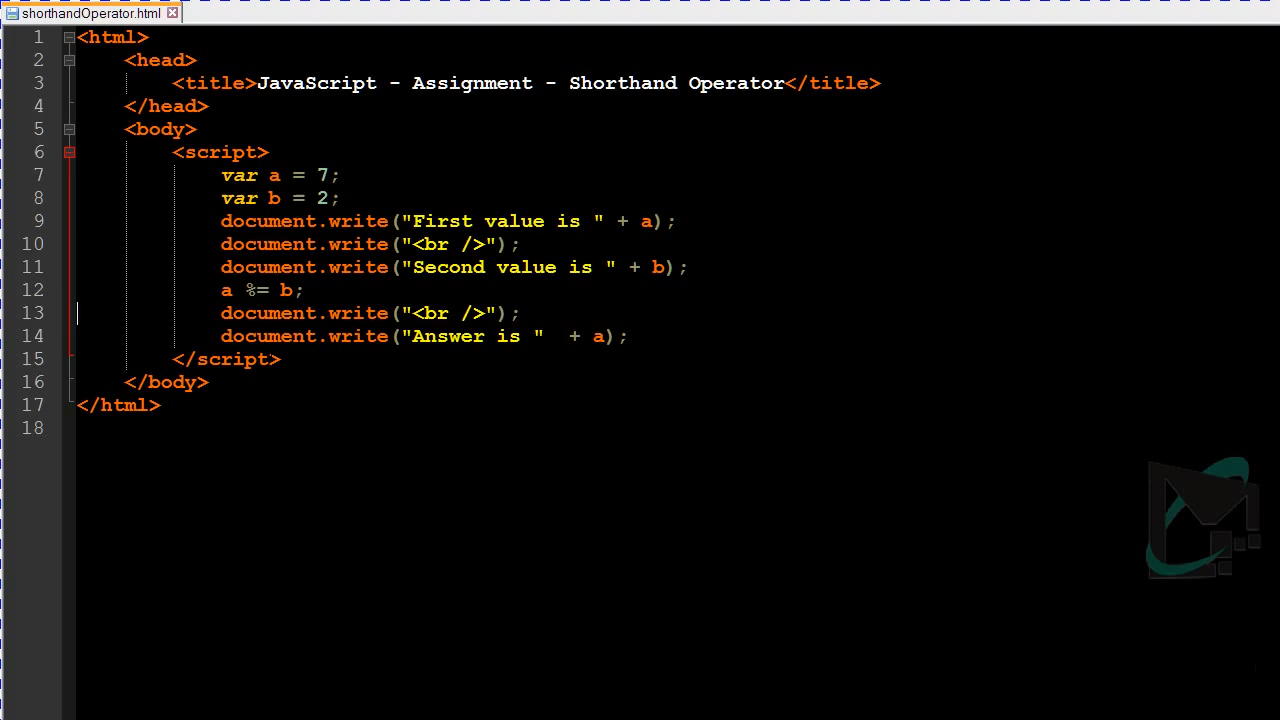 shorthandOperator.html
1 <html>
2 <head>
3 <title>JavaScript - Assignment - Shorthand Operator</title>
4 </head>
5 <body>
6 <script>
7 var a = 7;
8 var b = 2;
9 document.write("First value is " + a);
10 document.write("<br />");
11 document.write("Second value is " + b);
12 a %= b;
13 document.write("<br />");
14 document.write("Answer is "  + a);
15 </script>
16 </body>
17 </html>
18